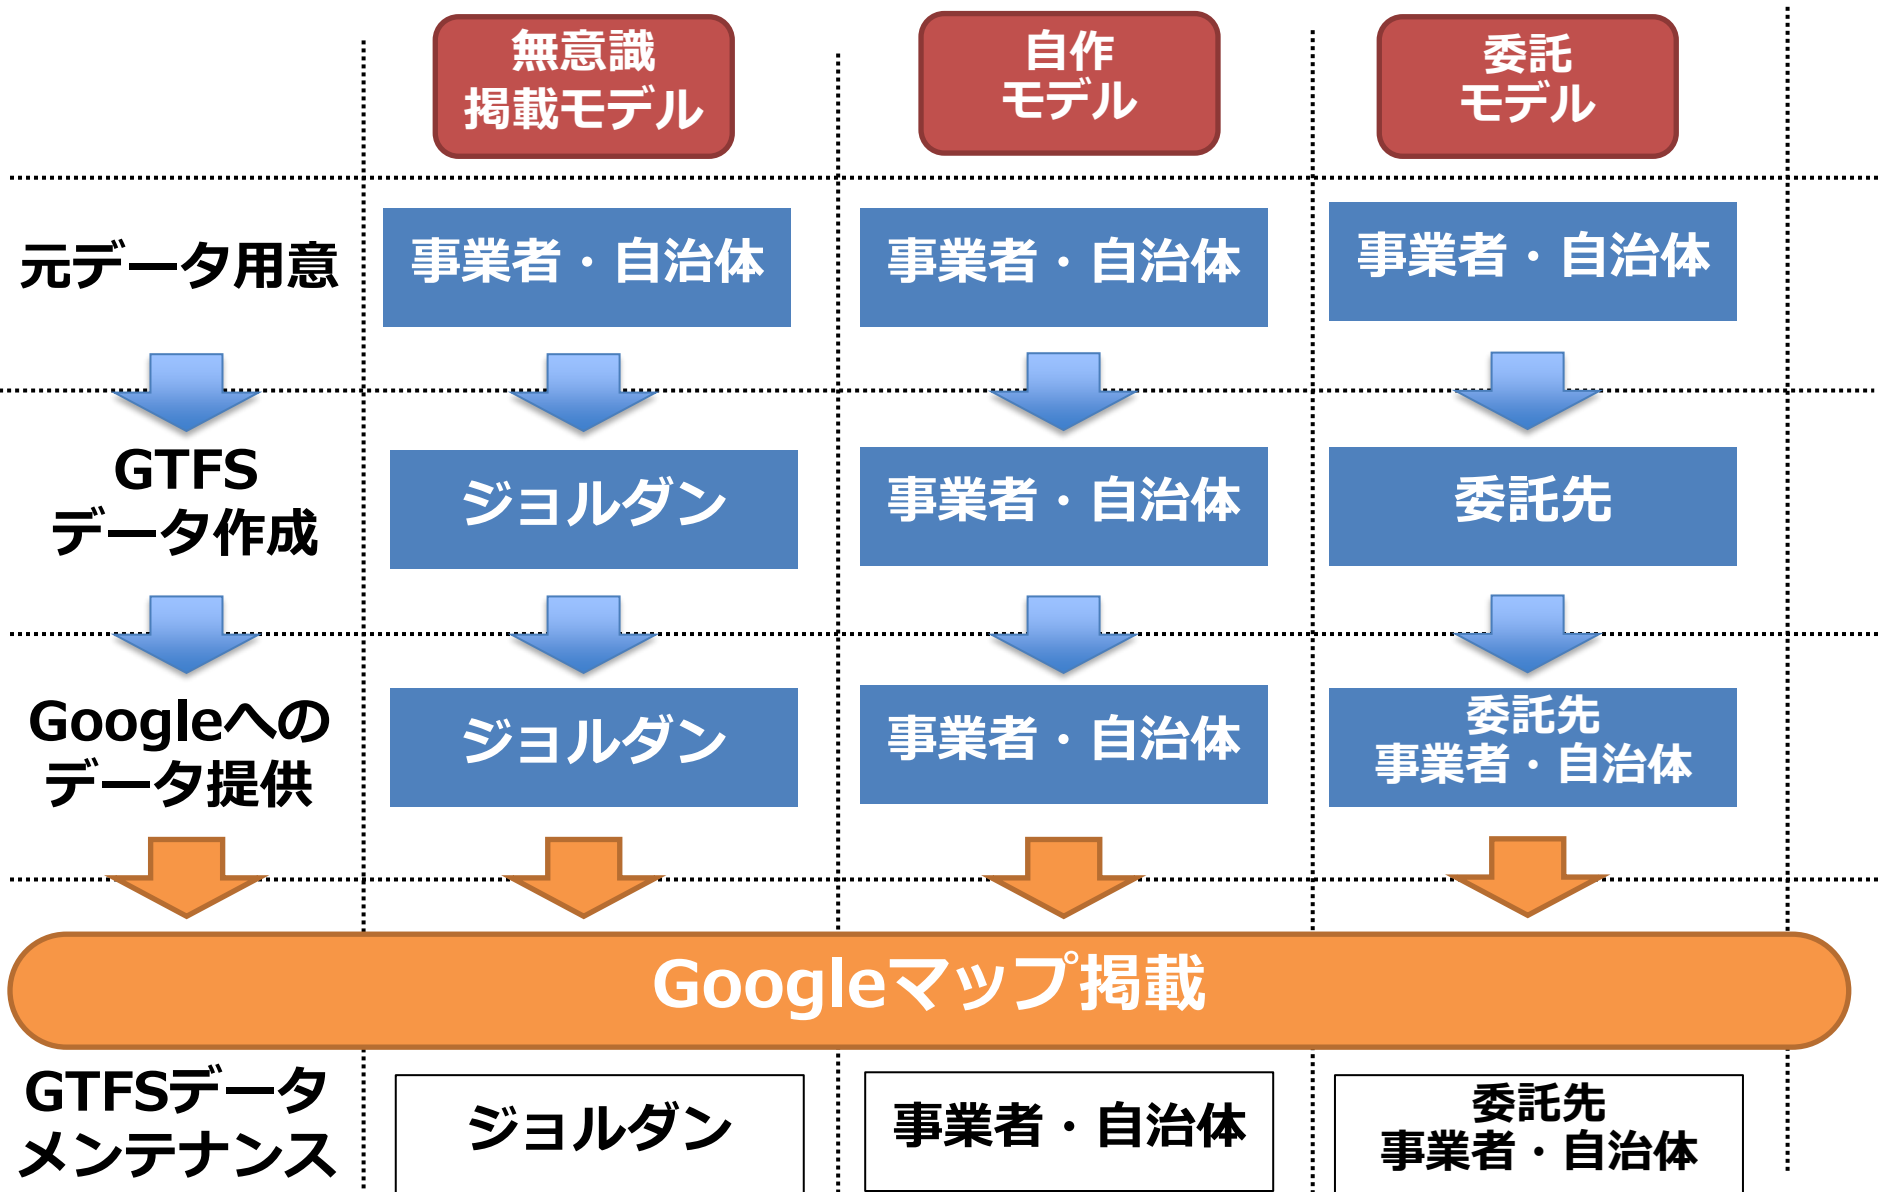 無意識
掲載モデル
自作
モデル
委託
モデル
元データ用意
事業者・自治体
事業者・自治体
事業者・自治体
GTFS
データ作成
ジョルダン
事業者・自治体
委託先
Googleへの
データ提供
ジョルダン
事業者・自治体
委託先
事業者・自治体
Googleマップ掲載
GTFSデータ
メンテナンス
ジョルダン
事業者・自治体
委託先
事業者・自治体